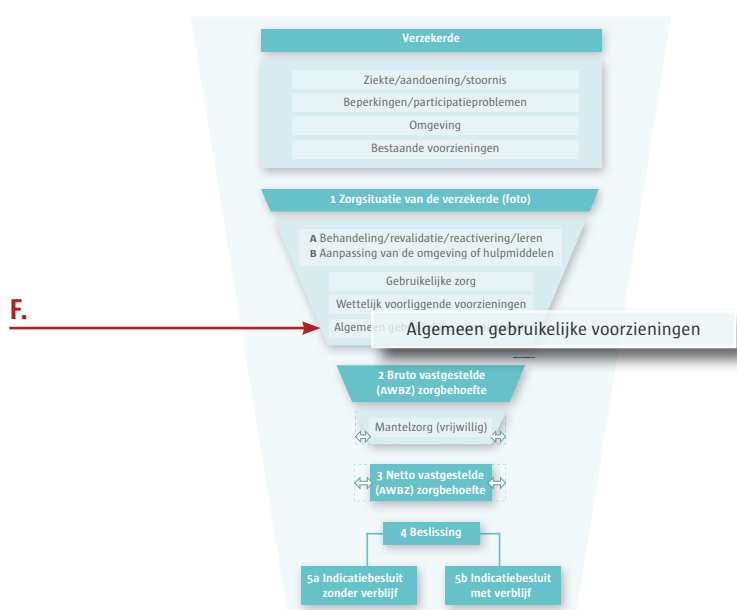 Verzekerde
Ziekte/aandoening/stoornis
Beperkingen/participatieproblemen
Omgeving
Bestaande voorzieningen
1 Zorgsituatie van de verzekerde (foto)
A Behandeling/revalidatie/reactivering/leren
B Aanpassing van de omgeving of hulpmiddelen
Gebruikelijke zorg
Wettelijk voorliggende voorzieningen
F.
Algemeen
Algemeen gebruikelijke voorzieningen
2 Bruto vastgestelde
(AWBZ) zorgbehoefte
Mantelzorg (vrijwillig)
3 Netto vastgestelde
(AWBZ) zorgbehoefte
4 Beslissing
5a Indicatiebesluit
zonder verblijf
5b Indicatiebesluit
met verblijf